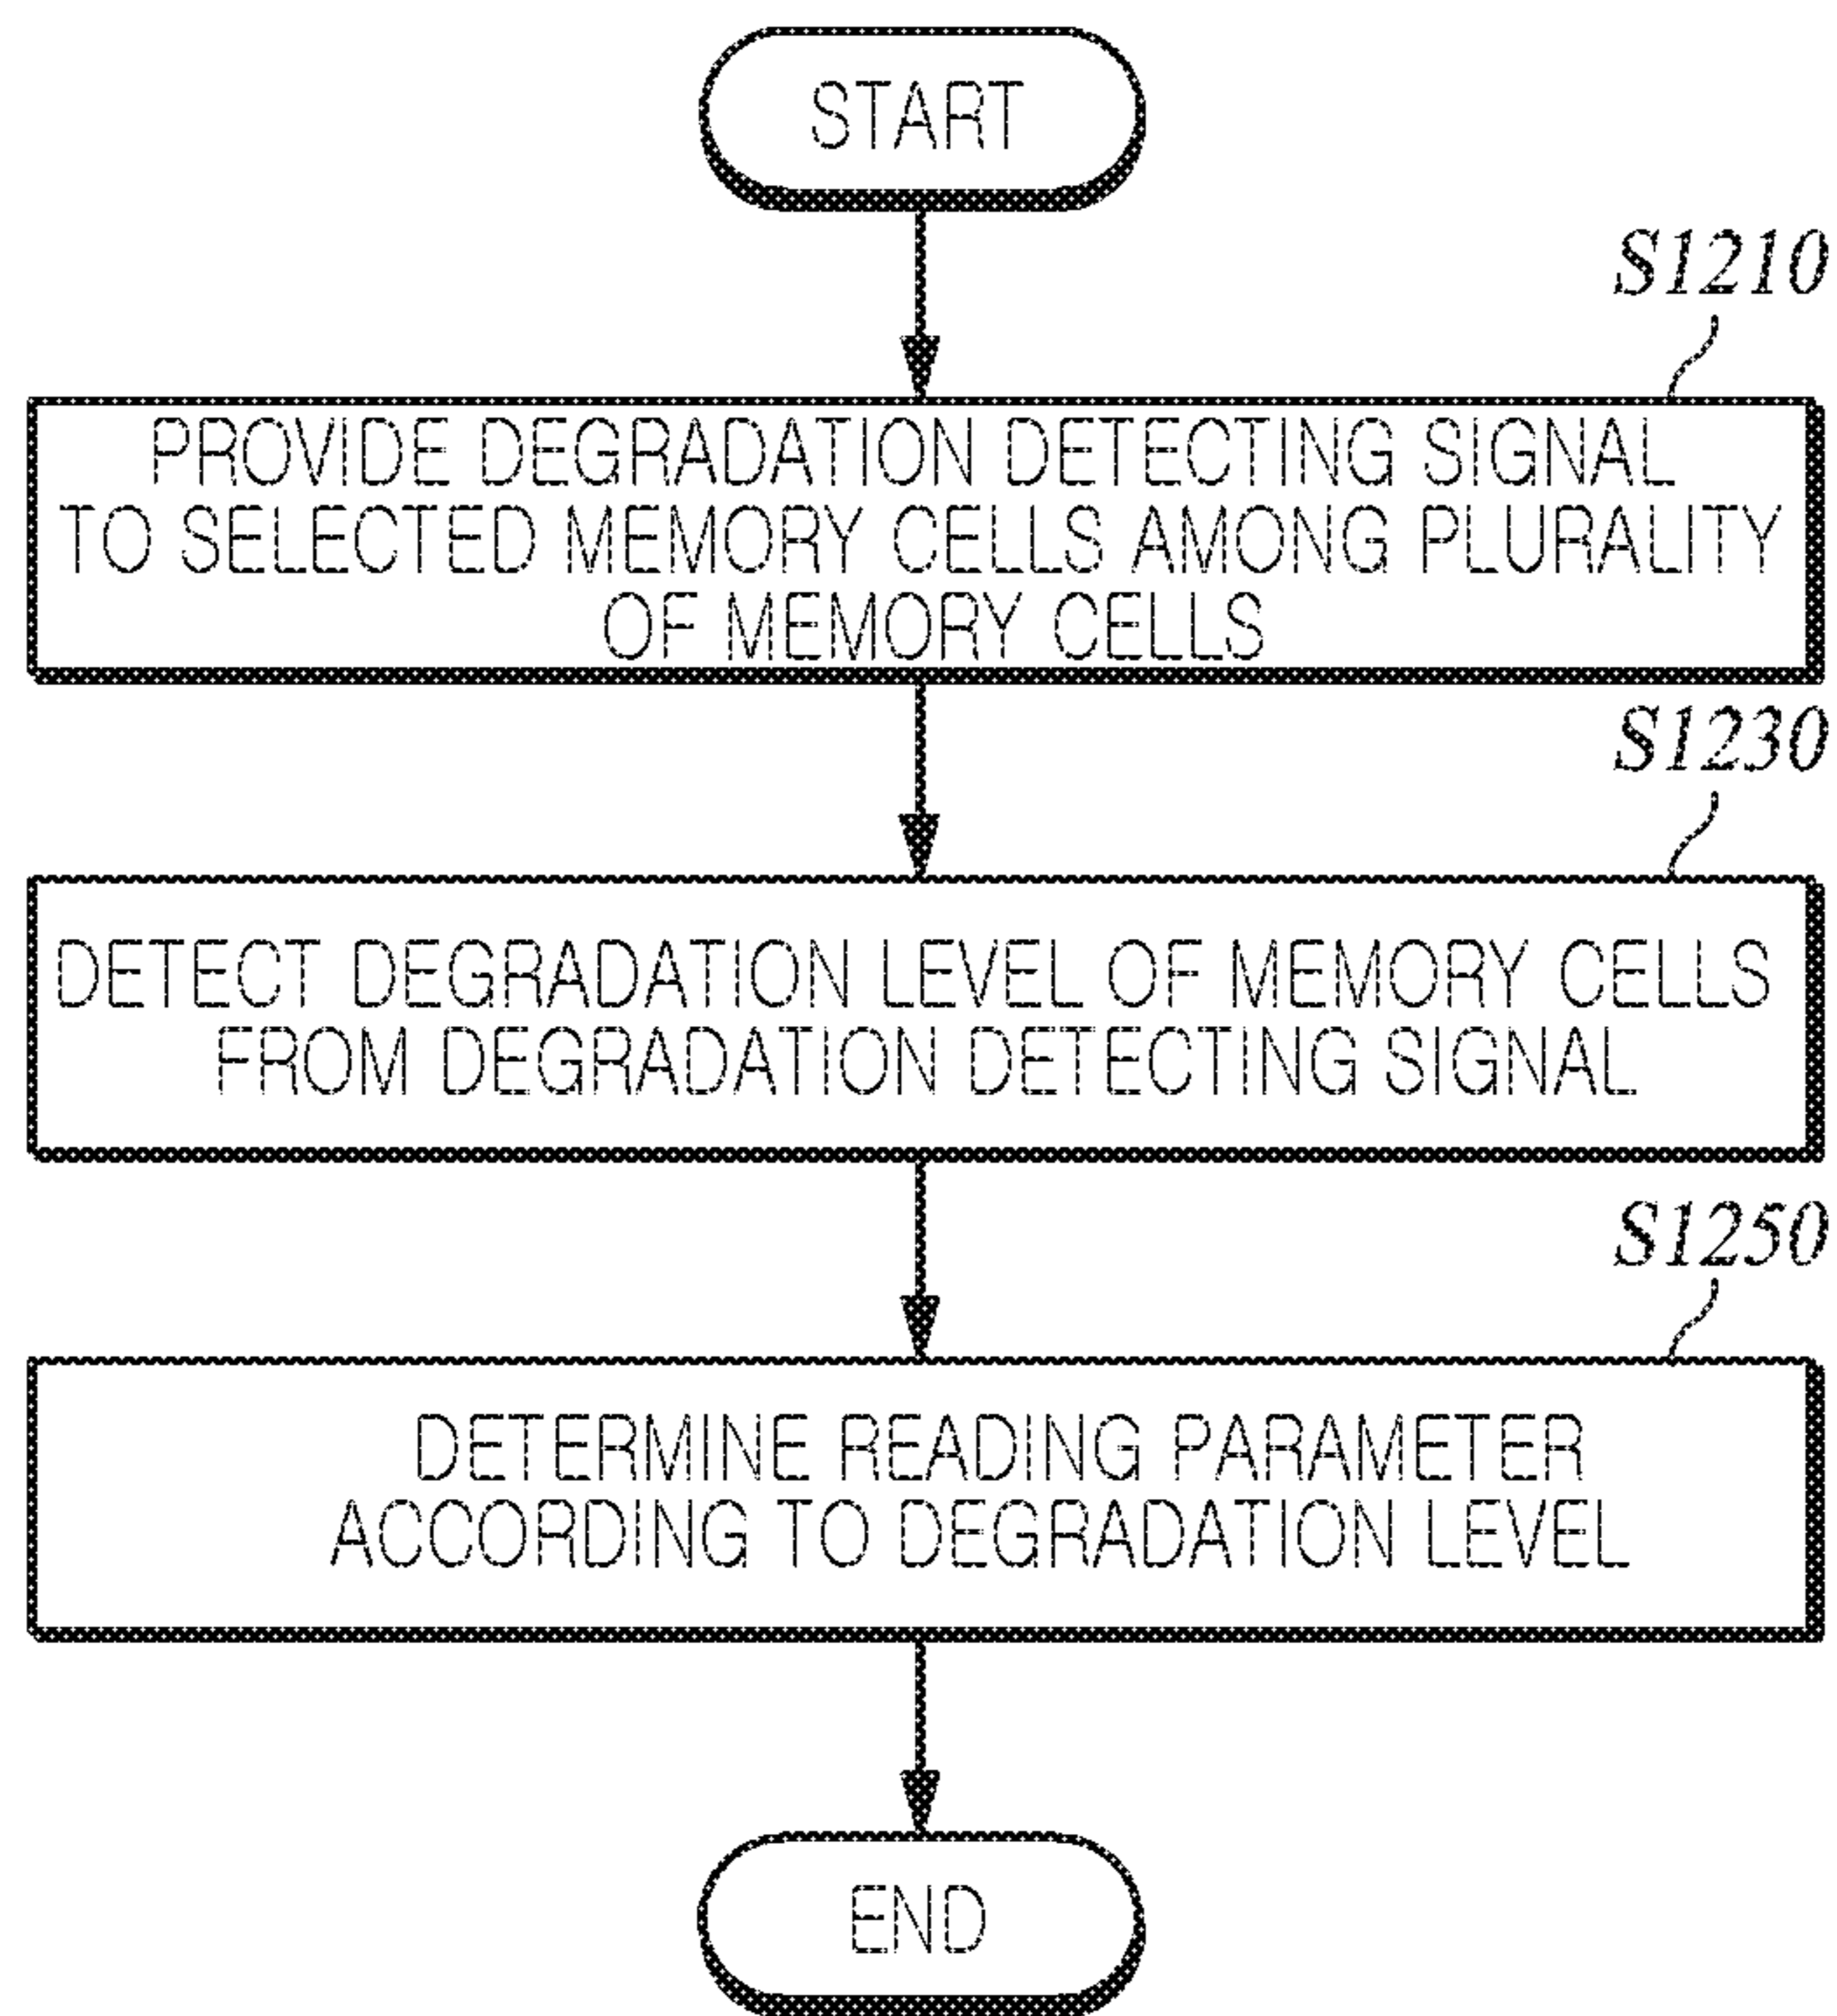 START
S1210
PROVIDE DEGRADATION DETECTING SIGNAL
TO SELECTED MEMORY CELLS AMONG PLURALITY
OF MEMORY CELLS
S1230
DETECT DEGRADATION LEVEL OF MEMORY CELLS
FROM DEGRADATION DETECTING SIGNAL
S1250
DETERMINE READING PARAMETER
ACCORDING TO DEGRADATION LEVEL
END